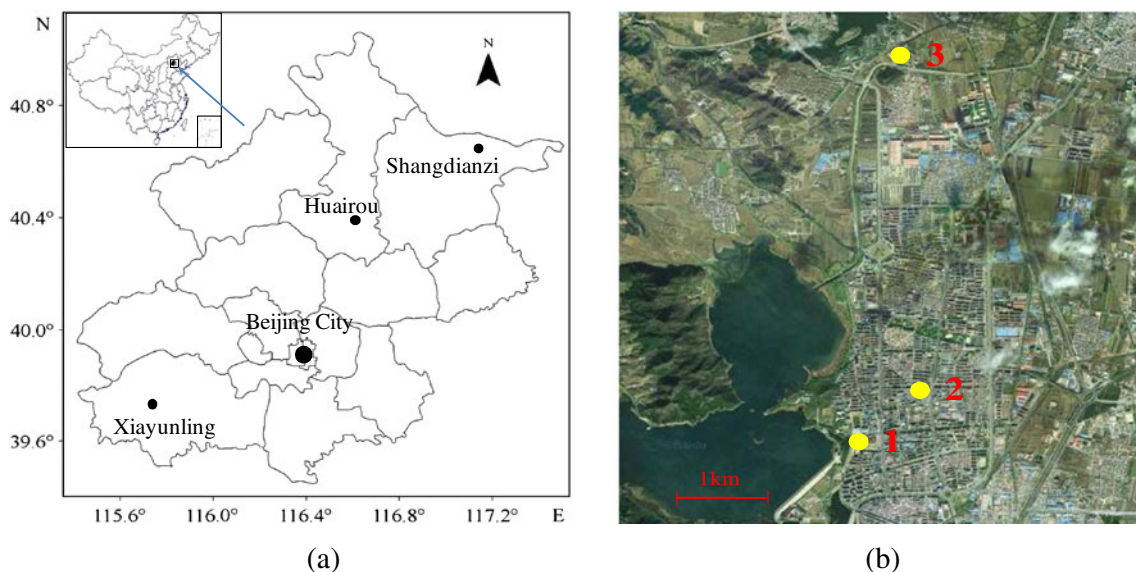 N
N
40.8
40.4
40.0
39.6
Shangdianzi
Huairou
Beijing City
Xiayunling
115.6°
116.0°
116.4°
116.8°
117.2°
E
(a)
3
2
1
1km
(b)